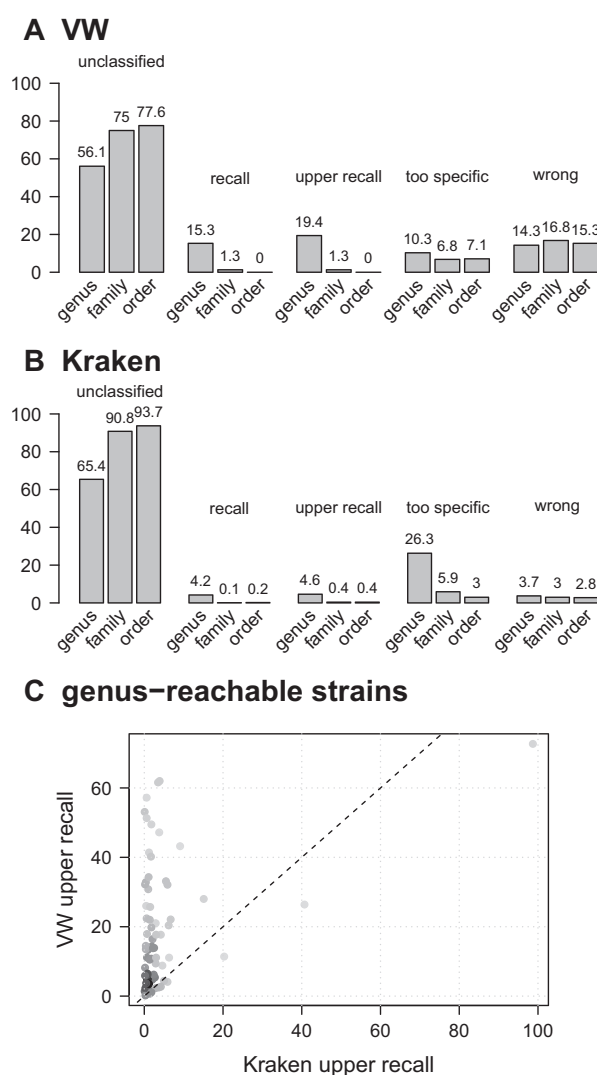 A VW
unclassified
100
80
60
40
20
0
56.1
75
77.6
genus
family
order
recall
15.3
1.3
0
genus
family
order
upper recall
19.4
1.3
0
genus
family
order
too specific
10.3
6.8
7.1
genus
family
order
wrong
14.3
16.8
15.3
genus
family
order
B Kraken
unclassified
100
80
60
40
20
0
65.4
90.8
93.7
genus
family
order
recall
4.2
0.1
0.2
genus
family
order
upper recall
4.6
0.4
0.4
genus
family
order
too specific
26.3
5.9
3
genus
family
order
wrong
3.7
3
2.8
genus
family
order
C genus−reachable strains
VW upper recall
60
40
20
0
0
20
40
60
80
100
Kraken upper recall